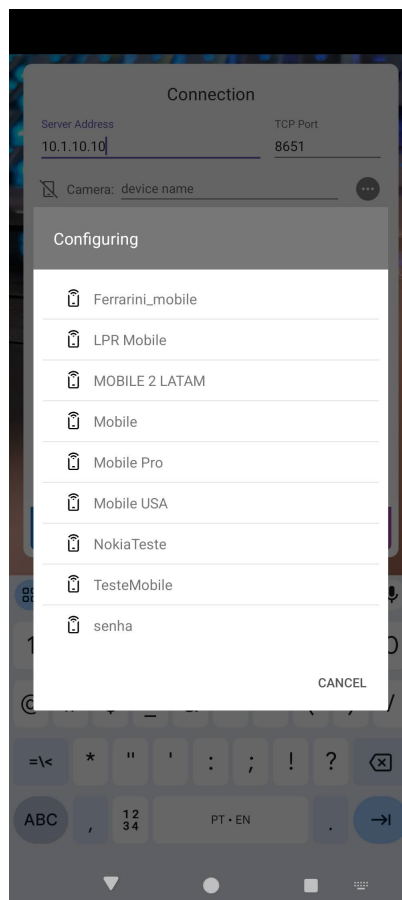 Connection
Server Address TCP Port
10.1.10.10 8651
Camera: device name
Configuring
Ferrarini_mobile
LPR Mobile
MOBILE 2 LATAM
Mobile
Mobile Pro
Mobile USA
NokiaTeste
TesteMobile
senha
CANCEL
=\< * " ' : ; ! ?
ABC , 12 34 PT • EN .